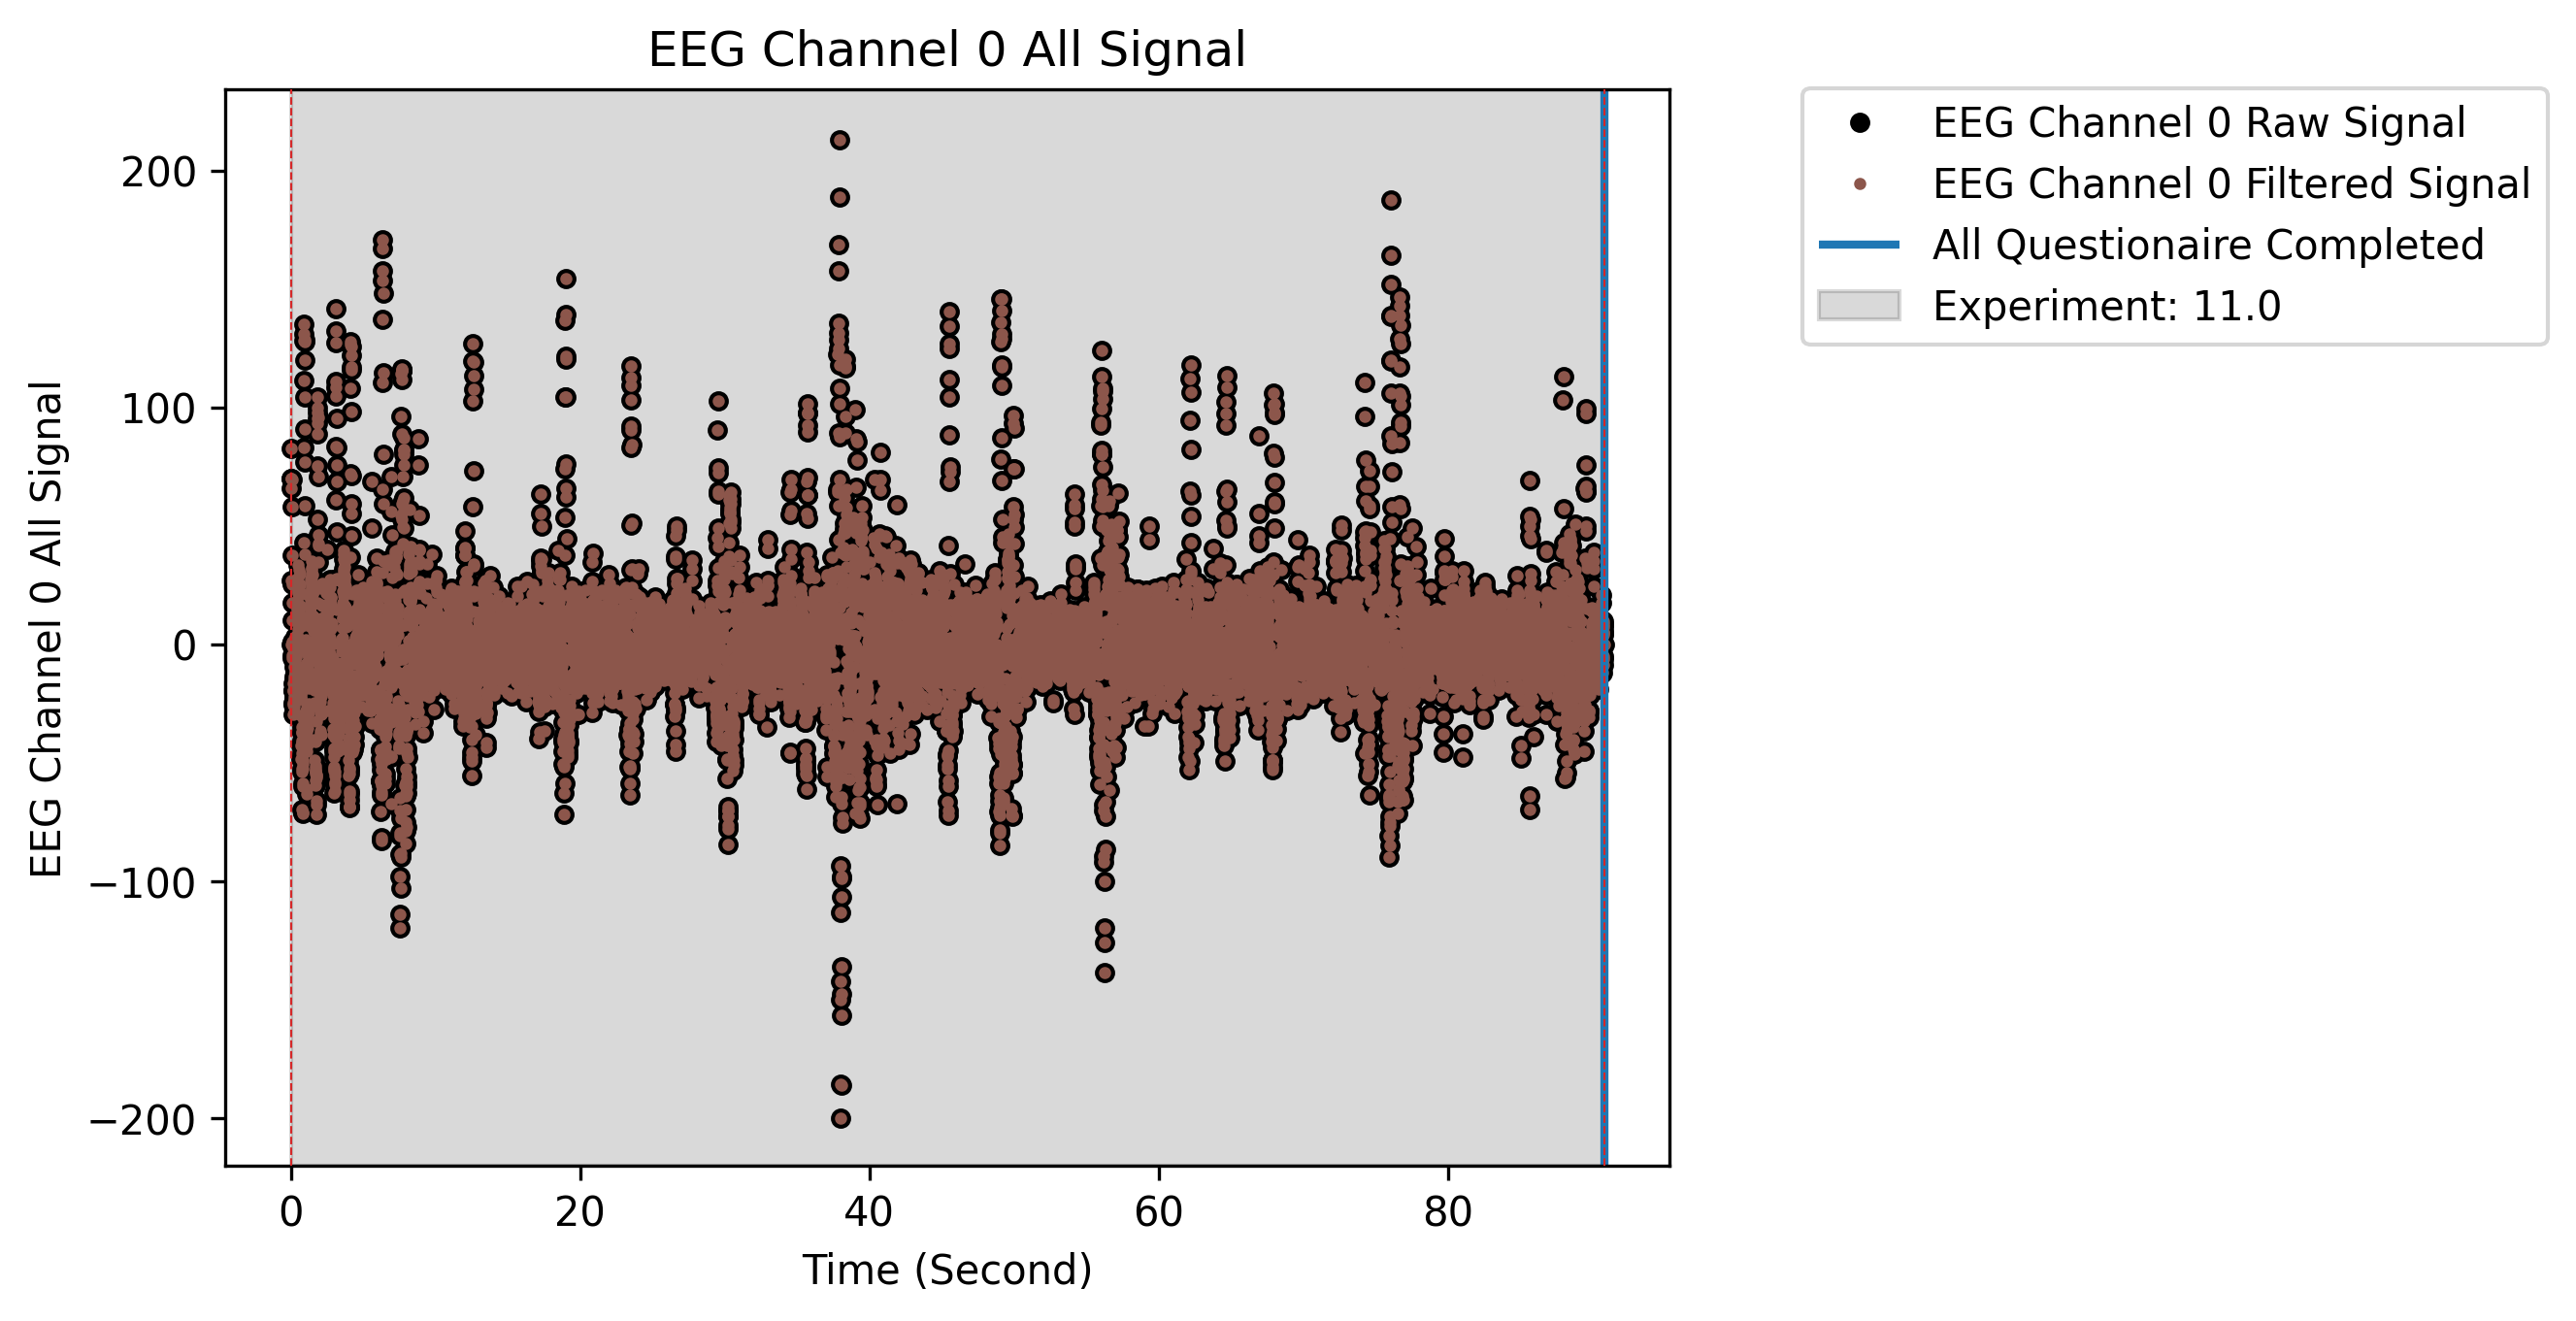 EEG Channel 0 All Signal
EEG Channel 0 All Signal
200
100
0
−100
−200
0 20 40 60 80
Time (Second)
EEG Channel 0 Raw Signal
EEG Channel 0 Filtered Signal
All Questionaire Completed
Experiment: 11.0